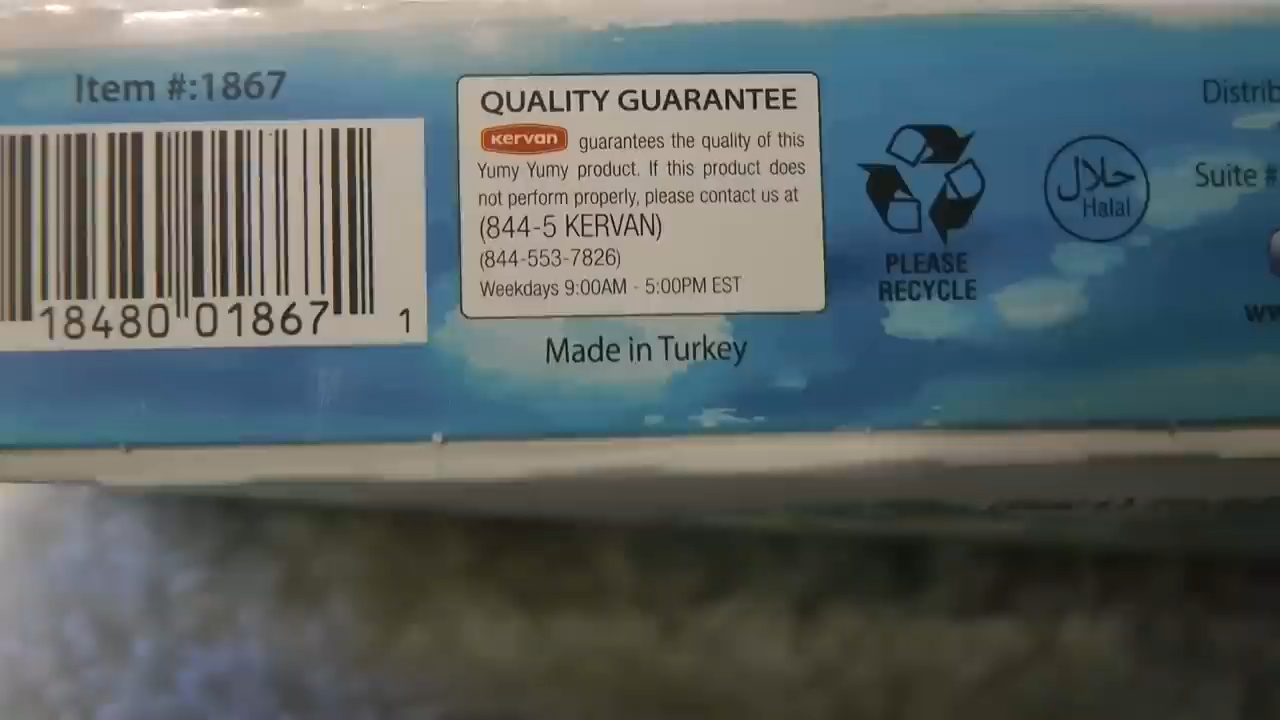 Item #:1867
18480 01867 1
QUALITY GUARANTEE
Kervan guarantees the quality of this
Yumy Yumy product. If this product does
not perform properly, please contact us at
(844-5 KERVAN)
(844-553-7826)
Weekdays 9:00AM - 5:00PM EST
Made in Turkey
PLEASE
RECYCLE
حلال
Halal
Suite #